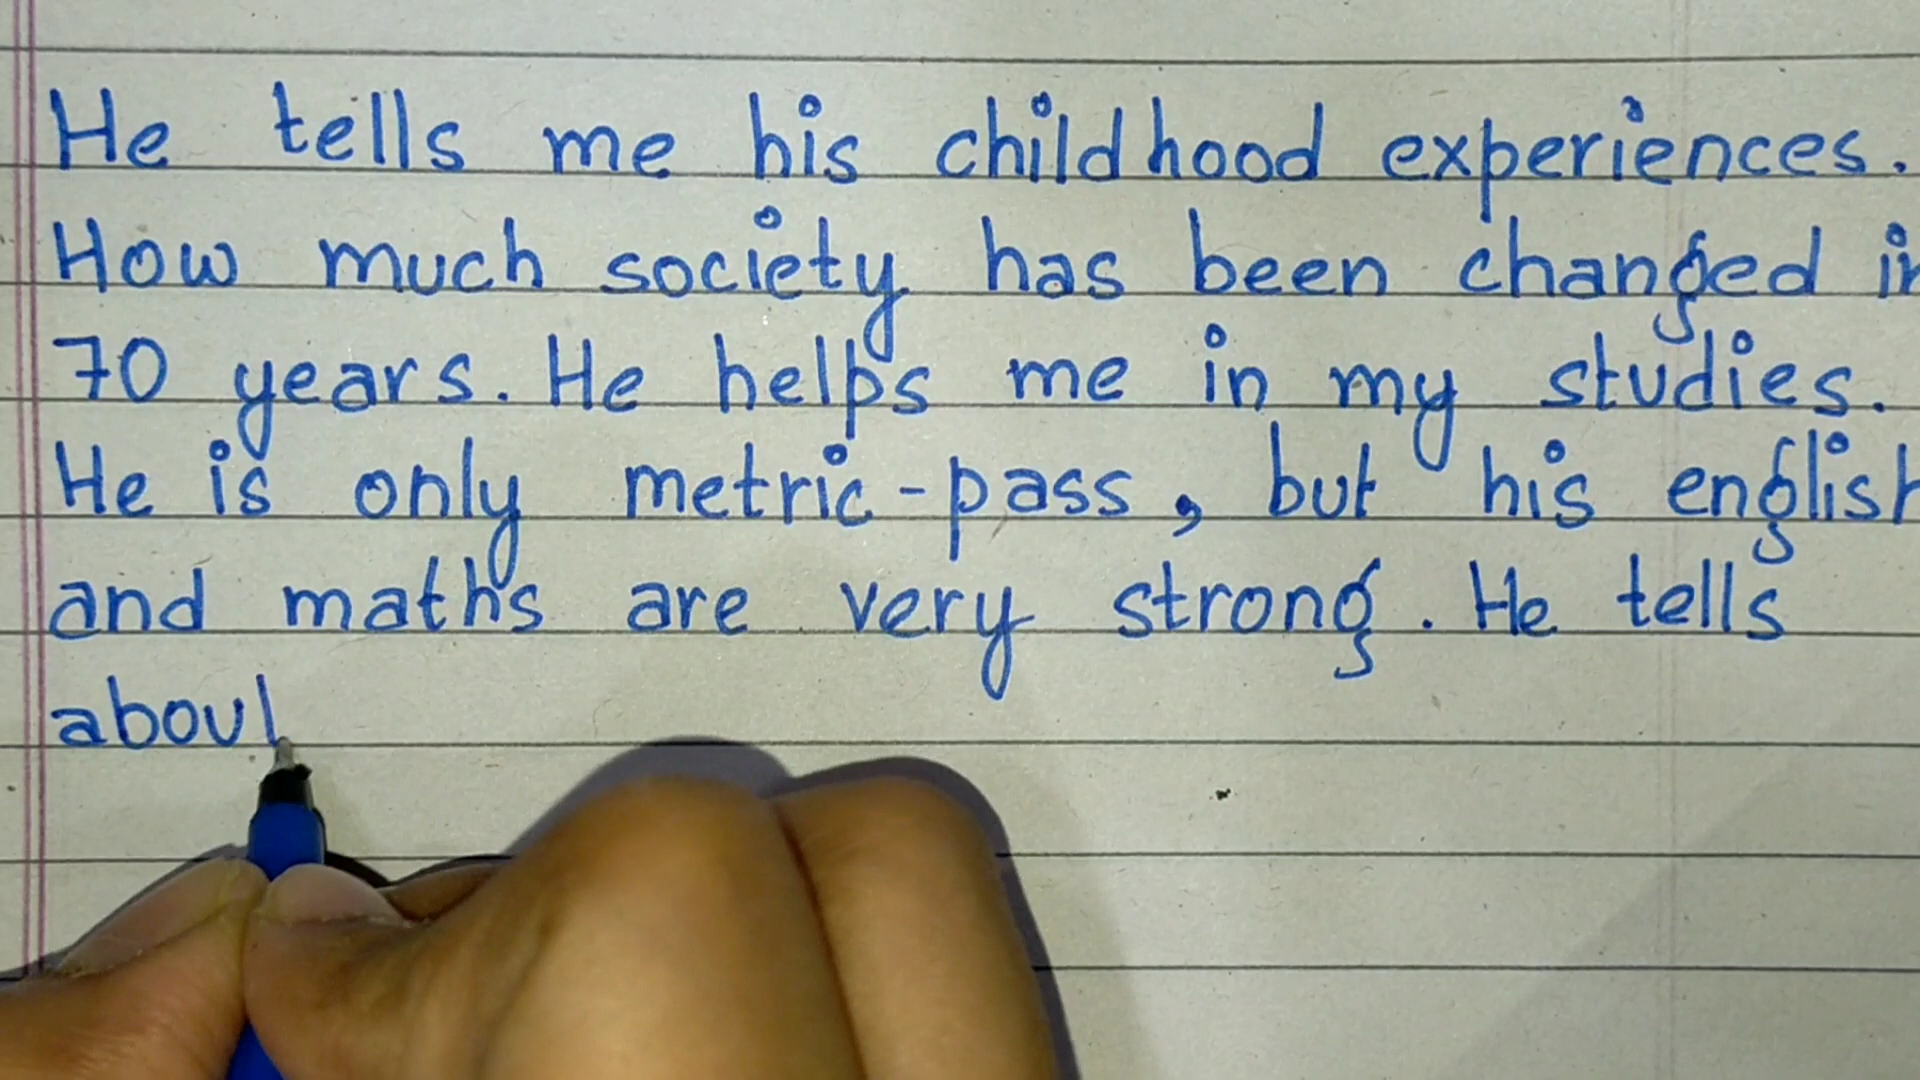 He tells me his childhood experiences.
How much society has been changed in
70 years. He helps me in my studies.
He is only metric-pass, but his english
and maths are very strong. He tells
about